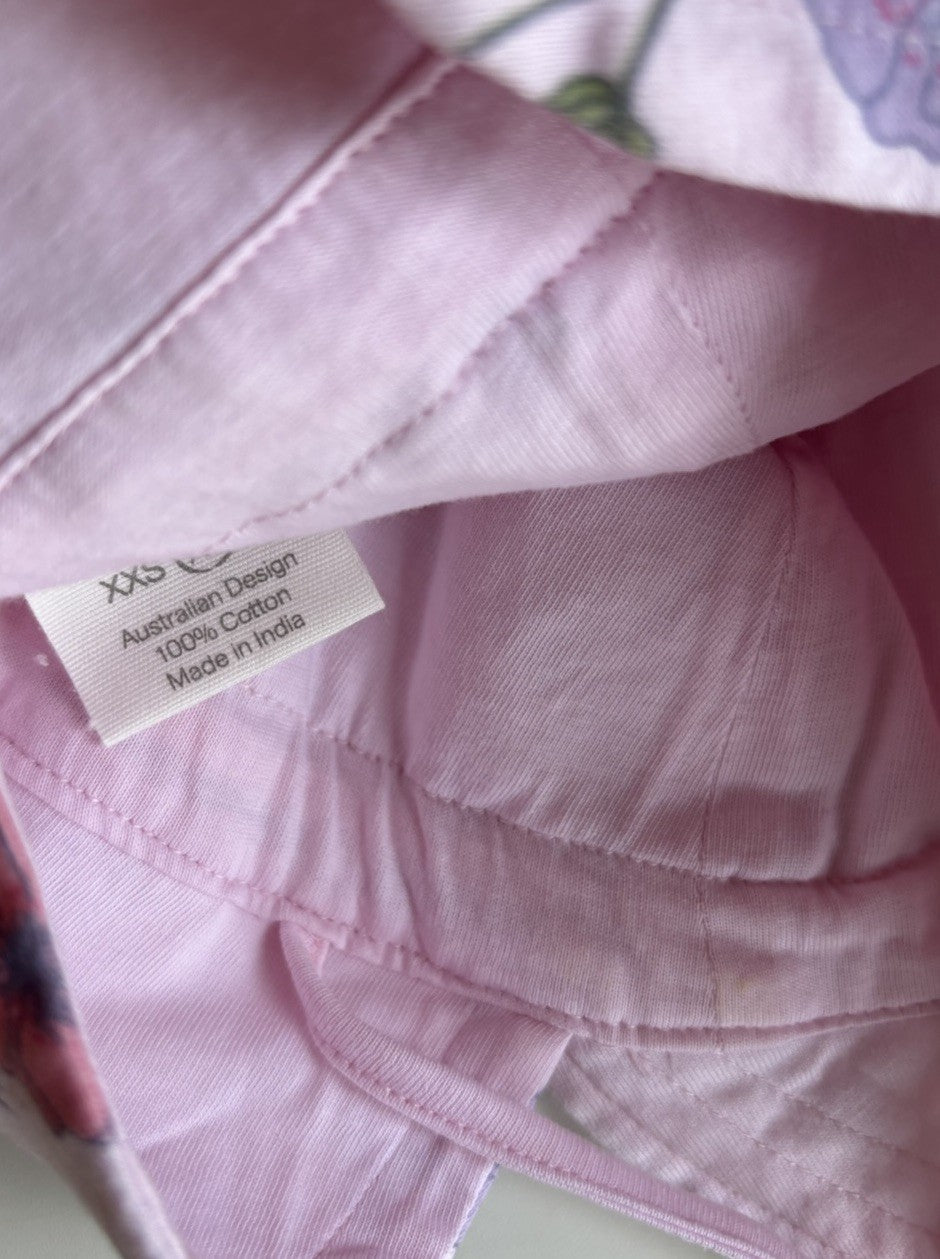 XXS
Australian Design
100% Cotton
Made in India